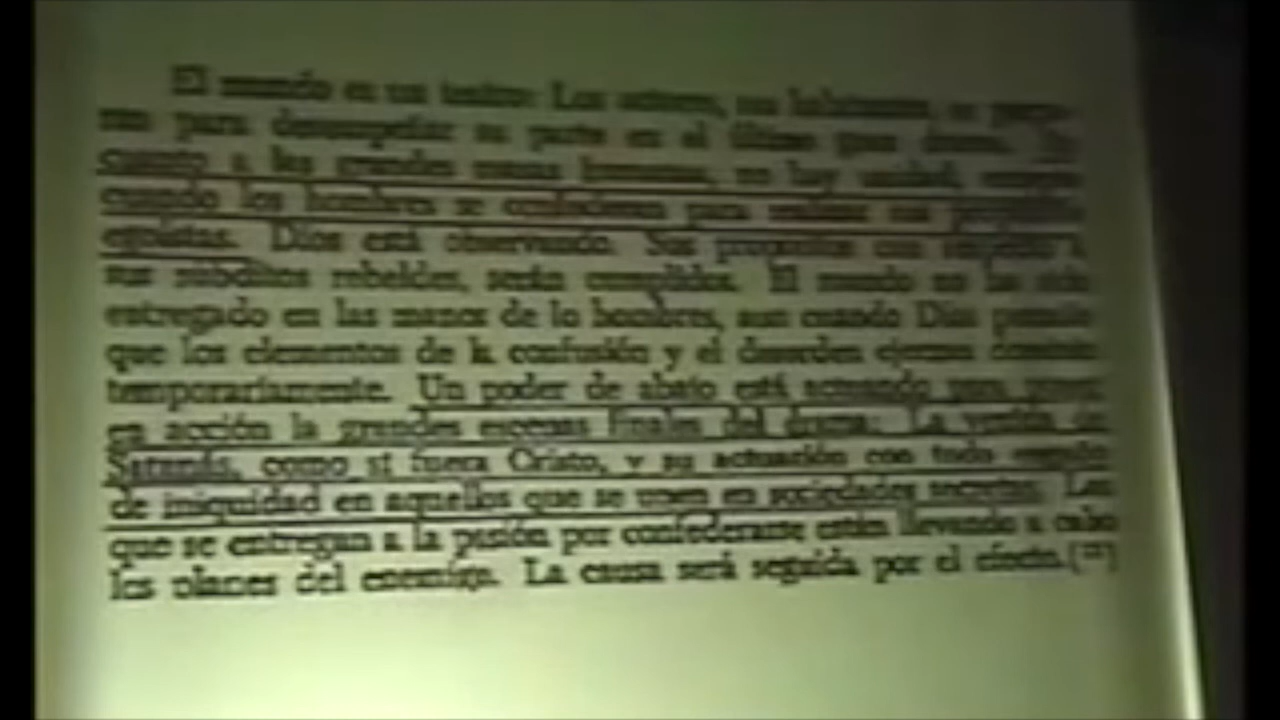 El mundo es un teatro: Los actores, sus habitantes, se prepa-
ran para desempeñar su parte en el último gran drama. En
cuanto a las grandes masas humanas, no hay unidad, excepto
cuando los hombres se confederan para realizar sus propósitos
egoístas. Dios está observando. Sus propósitos con respecto a
sus súbditos rebeldes, serán cumplidos. El mundo no ha sido
entregado en las manos de lo hombres, aun cuando Dios permite
que los elementos de la confusión y el desorden ejerzan dominio
temporariamente. Un poder de abajo está actuando para poner
en acción la grandes escenas finales del drama: La venida de
Satanás, como si fuera Cristo, y su actuación con todo engaño
de iniquidad en aquellos que se unen en sociedades secretas. Los
que se entregan a la pasión por confederarse están llevando a cabo
los planes del enemigo. La causa será seguida por el efecto.